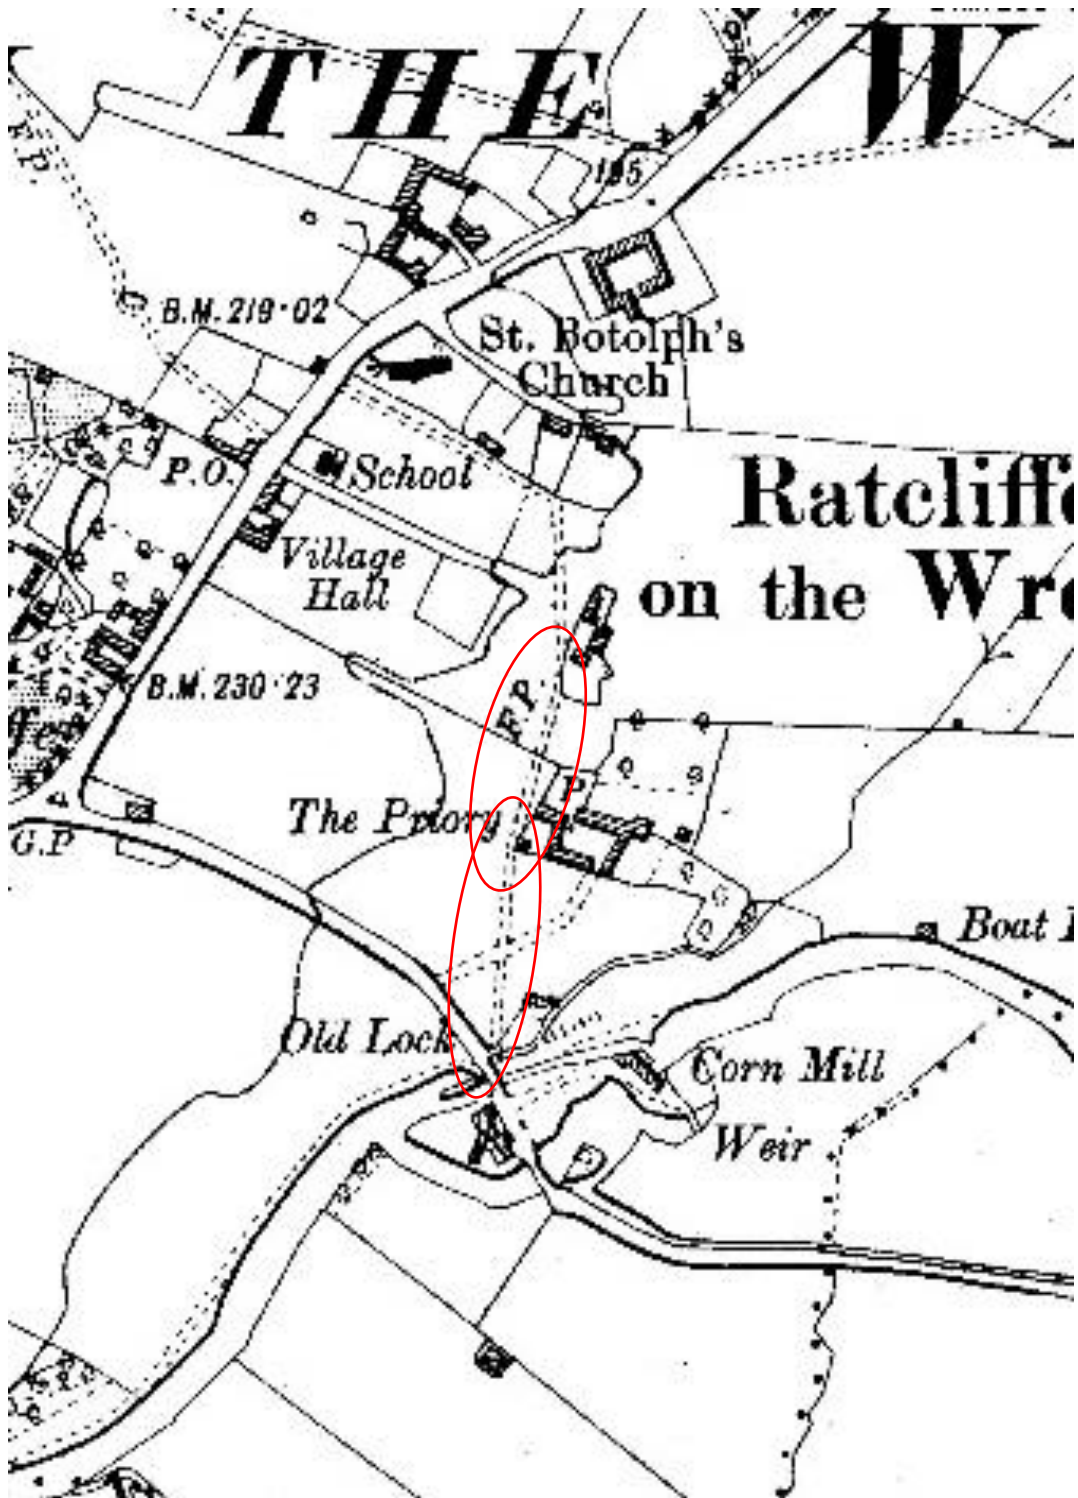 THE W
F.P.
195
B.M. 219·02
St. Botolph's
Church
P.O.
School
Ratcliffe
on the Wre
Village
Hall
B.M. 230·23
F.P.
P
The Priory
G.P
Boat
Old Lock
Corn Mill
Weir